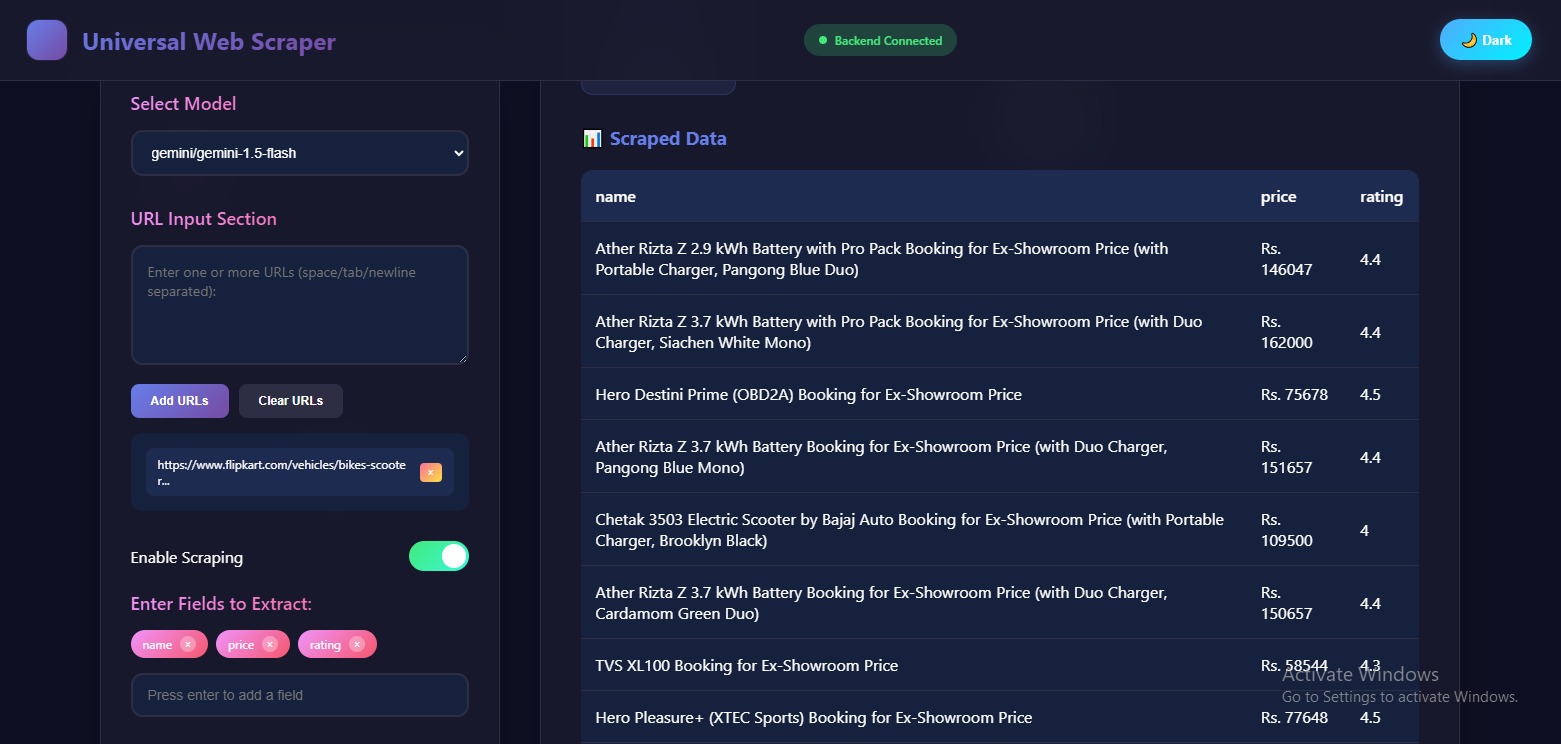 Universal Web Scraper
Backend Connected
🌙 Dark
Select Model
gemini/gemini-1.5-flash
URL Input Section
Enter one or more URLs (space/tab/newline
separated):
Add URLs
Clear URLs
https://www.flipkart.com/vehicles/bikes-scoote
r...
×
Enable Scraping
Enter Fields to Extract:
name × price × rating ×
Press enter to add a field
📊 Scraped Data
name price rating
Ather Rizta Z 2.9 kWh Battery with Pro Pack Booking for Ex-Showroom Price (with
Portable Charger, Pangong Blue Duo)
Rs.
146047
4.4
Ather Rizta Z 3.7 kWh Battery with Pro Pack Booking for Ex-Showroom Price (with Duo
Charger, Siachen White Mono)
Rs.
162000
4.4
Hero Destini Prime (OBD2A) Booking for Ex-Showroom Price
Rs. 75678
4.5
Ather Rizta Z 3.7 kWh Battery Booking for Ex-Showroom Price (with Duo Charger,
Pangong Blue Mono)
Rs.
151657
4.4
Chetak 3503 Electric Scooter by Bajaj Auto Booking for Ex-Showroom Price (with Portable
Charger, Brooklyn Black)
Rs.
109500
4
Ather Rizta Z 3.7 kWh Battery Booking for Ex-Showroom Price (with Duo Charger,
Cardamom Green Duo)
Rs.
150657
4.4
TVS XL100 Booking for Ex-Showroom Price
Rs. 58544
4.3
Hero Pleasure+ (XTEC Sports) Booking for Ex-Showroom Price
Rs. 77648
4.5
Activate Windows
Go to Settings to activate Windows.